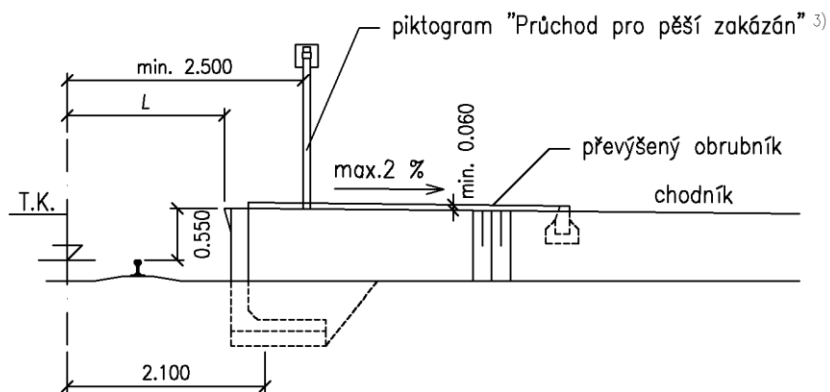 piktogram "Průchod pro pěší zakázán" 3)
min. 2.500
L
min. 0.060
převýšený obrubník
max.2 %
chodník
T.K.
0.550
2.100